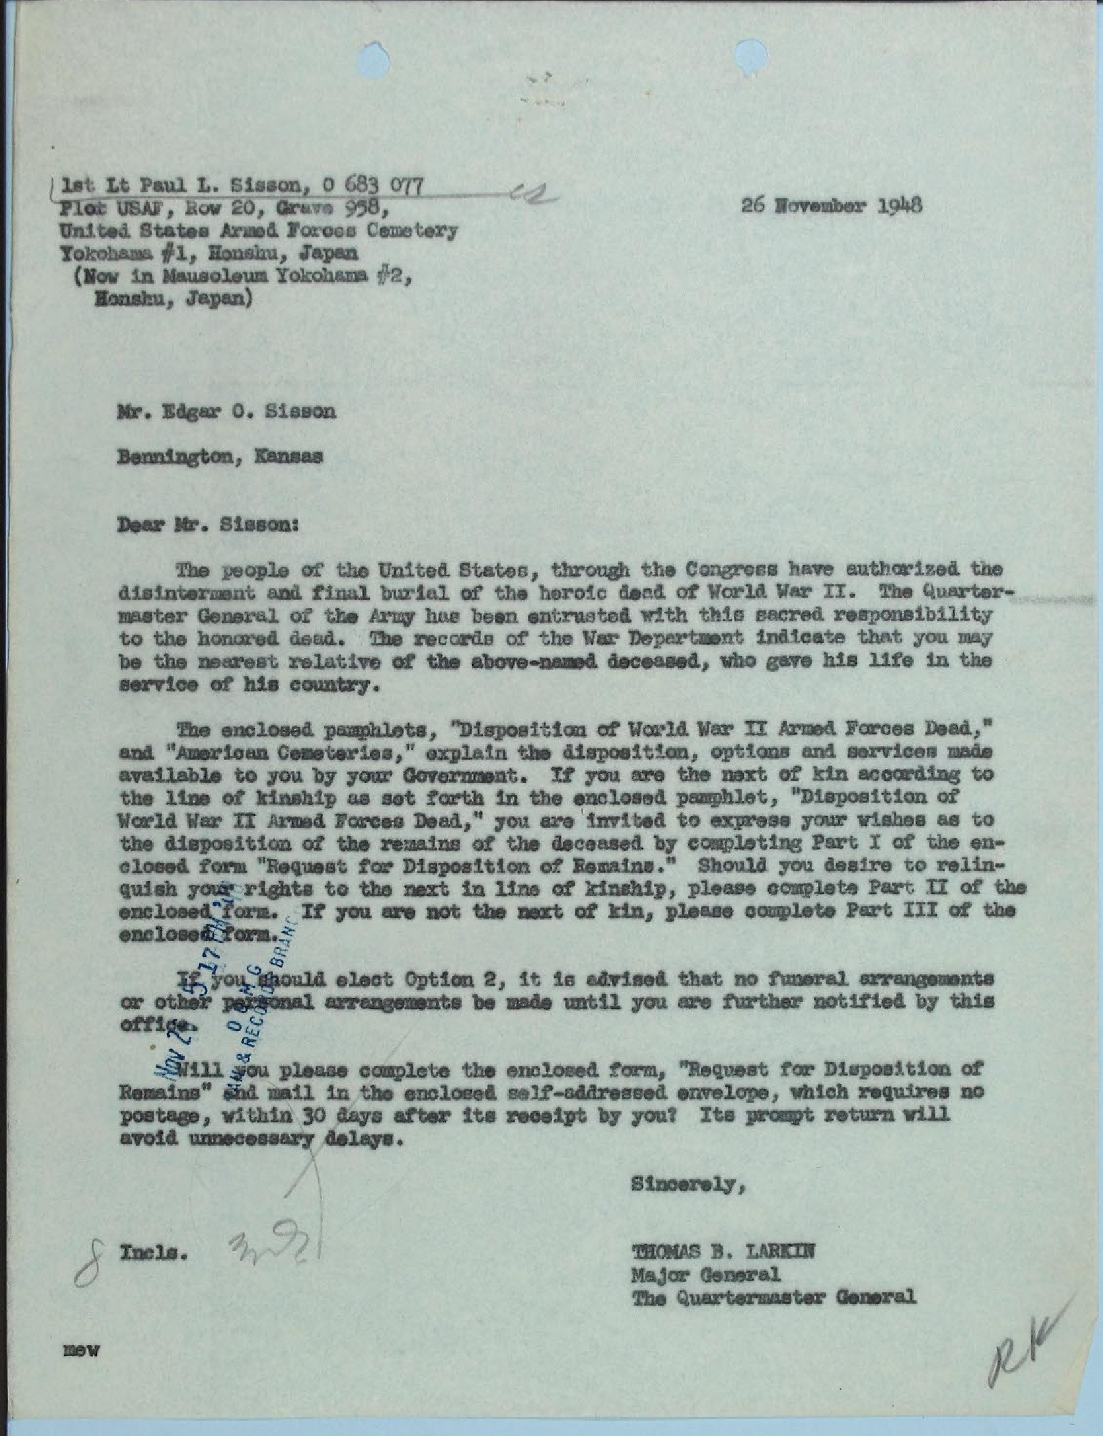 1st Lt Paul L. Sisson, O 683 077
Plot USAF, Row 20, Grave 958,
United States Armed Forces Cemetery
Yokohama #1, Honshu, Japan
(Now in Mausoleum Yokohama #2,
Honshu, Japan)
26 November 1948
Mr. Edgar O. Sisson
Bennington, Kansas
Dear Mr. Sisson:
The people of the United States, through the Congress have authorized the
disinterment and final burial of the heroic dead of World War II. The Quarter-
master General of the Army has been entrusted with this sacred responsibility
to the honored dead. The records of the War Department indicate that you may
be the nearest relative of the above-named deceased, who gave his life in the
service of his country.
The enclosed pamphlets, "Disposition of World War II Armed Forces Dead,"
and "American Cemeteries," explain the disposition, options and services made
available to you by your Government. If you are the next of kin according to
the line of kinship as set forth in the enclosed pamphlet, "Disposition of
World War II Armed Forces Dead," you are invited to express your wishes as to
the disposition of the remains of the deceased by completing Part I of the en-
closed form "Request for Disposition of Remains." Should you desire to relin-
quish your rights to the next in line of kinship, please complete Part II of the
enclosed form. If you are not the next of kin, please complete Part III of the
enclosed form.
If you should elect Option 2, it is advised that no funeral arrangements
or other personal arrangements be made until you are further notified by this
office.
Will you please complete the enclosed form, "Request for Disposition of
Remains" and mail in the enclosed self-addressed envelope, which requires no
postage, within 30 days after its receipt by you? Its prompt return will
avoid unnecessary delays.
Sincerely,
8 Incls.
THOMAS B. LARKIN
Major General
The Quartermaster General
mew
RK
NOV 5 17 PM
O Q M G
& RECORDS BRANC